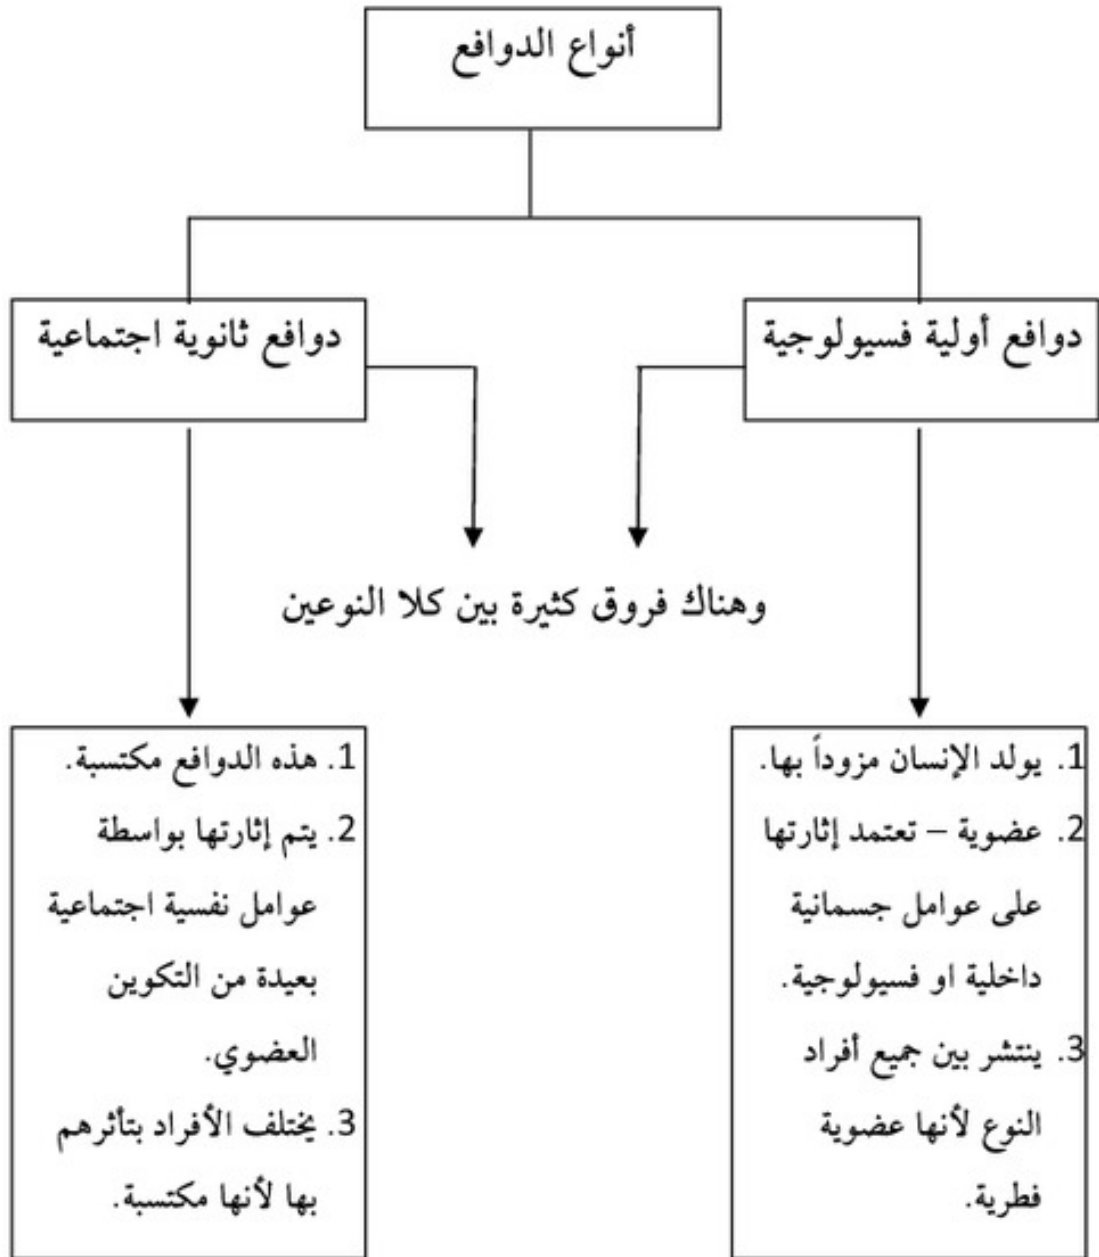 أنواع الدوافع
دوافع أولية فسيولوجية
دوافع ثانوية اجتماعية
وهناك فروق كثيرة بين كلا النوعين
1. يولد الإنسان مزوداً بها.
2. عضوية – تعتمد إثارتها
على عوامل جسمانية
داخلية او فسيولوجية.
3. ينتشر بين جميع أفراد
النوع لأنها عضوية
فطرية.
1. هذه الدوافع مكتسبة.
2. يتم إثارتها بواسطة
عوامل نفسية اجتماعية
بعيدة من التكوين
العضوي.
3. يختلف الأفراد بتأثرهم
بها لأنها مكتسبة.